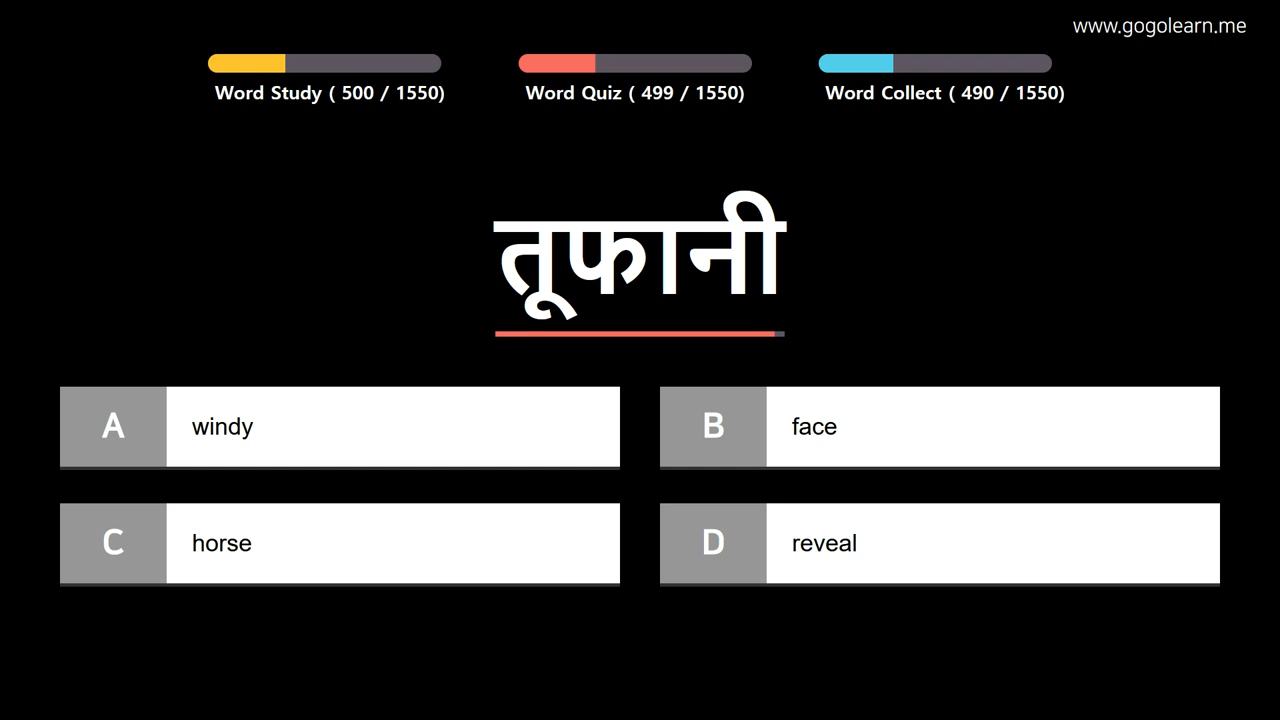 www.gogolearn.me
Word Study ( 500 / 1550)
Word Quiz ( 499 / 1550)
Word Collect ( 490 / 1550)
तूफानी
A windy
B face
C horse
D reveal